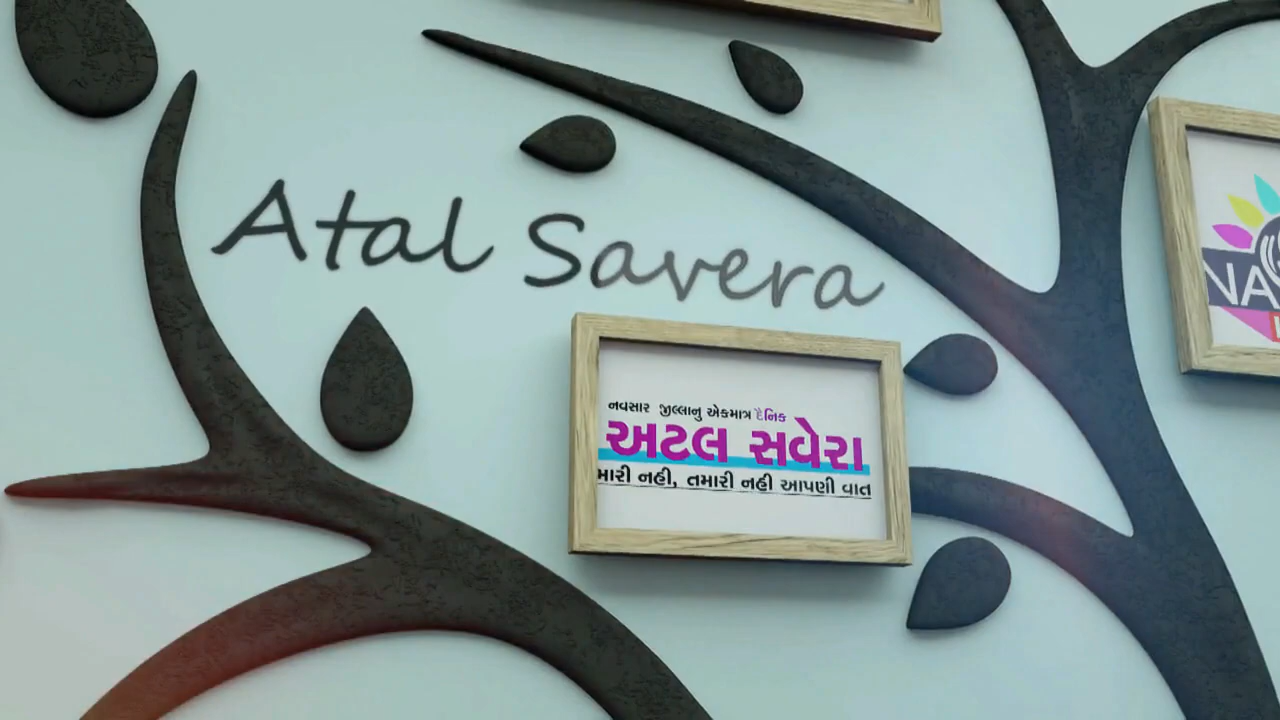 Atal Savera
નવસાર જીલ્લાનુ એકમાત્ર દૈનિક
અટલ સવેરા
મારી નહી, તમારી નહી આપણી વાત